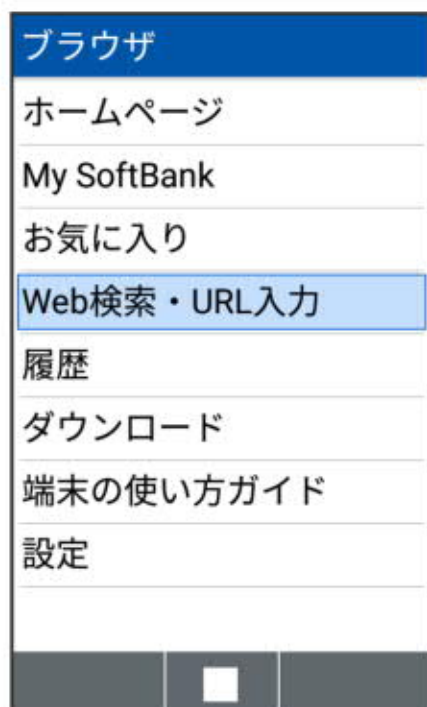 ブラウザ
ホームページ
My SoftBank
お気に入り
Web検索・URL入力
履歴
ダウンロード
端末の使い方ガイド
設定